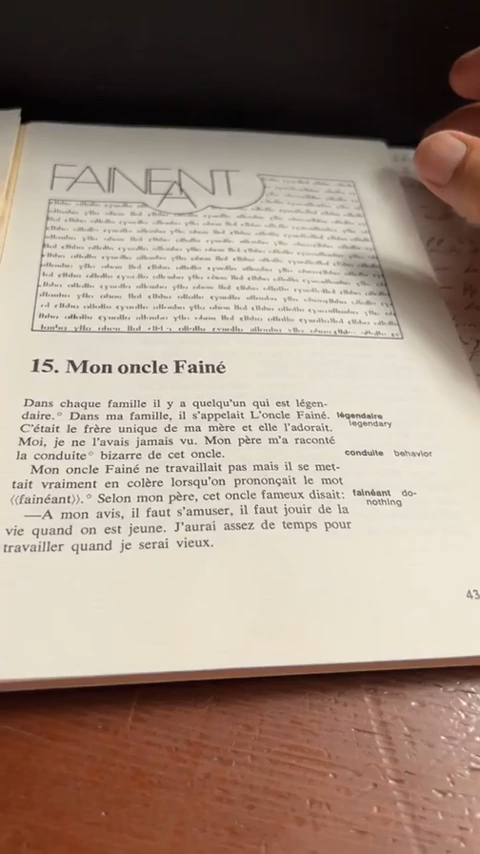 FAINEANT
15. Mon oncle Fainé
Dans chaque famille il y a quelqu'un qui est légen-
daire.° Dans ma famille, il s'appelait L'oncle Fainé.
C'était le frère unique de ma mère et elle l'adorait.
Moi, je ne l'avais jamais vu. Mon père m'a raconté
la conduite° bizarre de cet oncle.
Mon oncle Fainé ne travaillait pas mais il se met-
tait vraiment en colère lorsqu'on prononçait le mot
⟨⟨fainéant⟩⟩.° Selon mon père, cet oncle fameux disait:
—A mon avis, il faut s'amuser, il faut jouir de la
vie quand on est jeune. J'aurai assez de temps pour
travailler quand je serai vieux.
légendaire
legendary
conduite behavior
fainéant do-
nothing
43